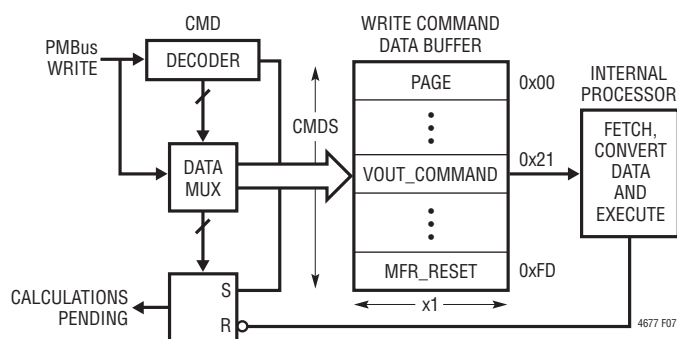 CMD
PMBus
WRITE
DECODER
CMDS
DATA
MUX
S
R
CALCULATIONS
PENDING
WRITE COMMAND
DATA BUFFER
PAGE
0x00
VOUT_COMMAND
0x21
MFR_RESET
0xFD
x1
INTERNAL
PROCESSOR
FETCH,
CONVERT
DATA
AND
EXECUTE
4677 F07